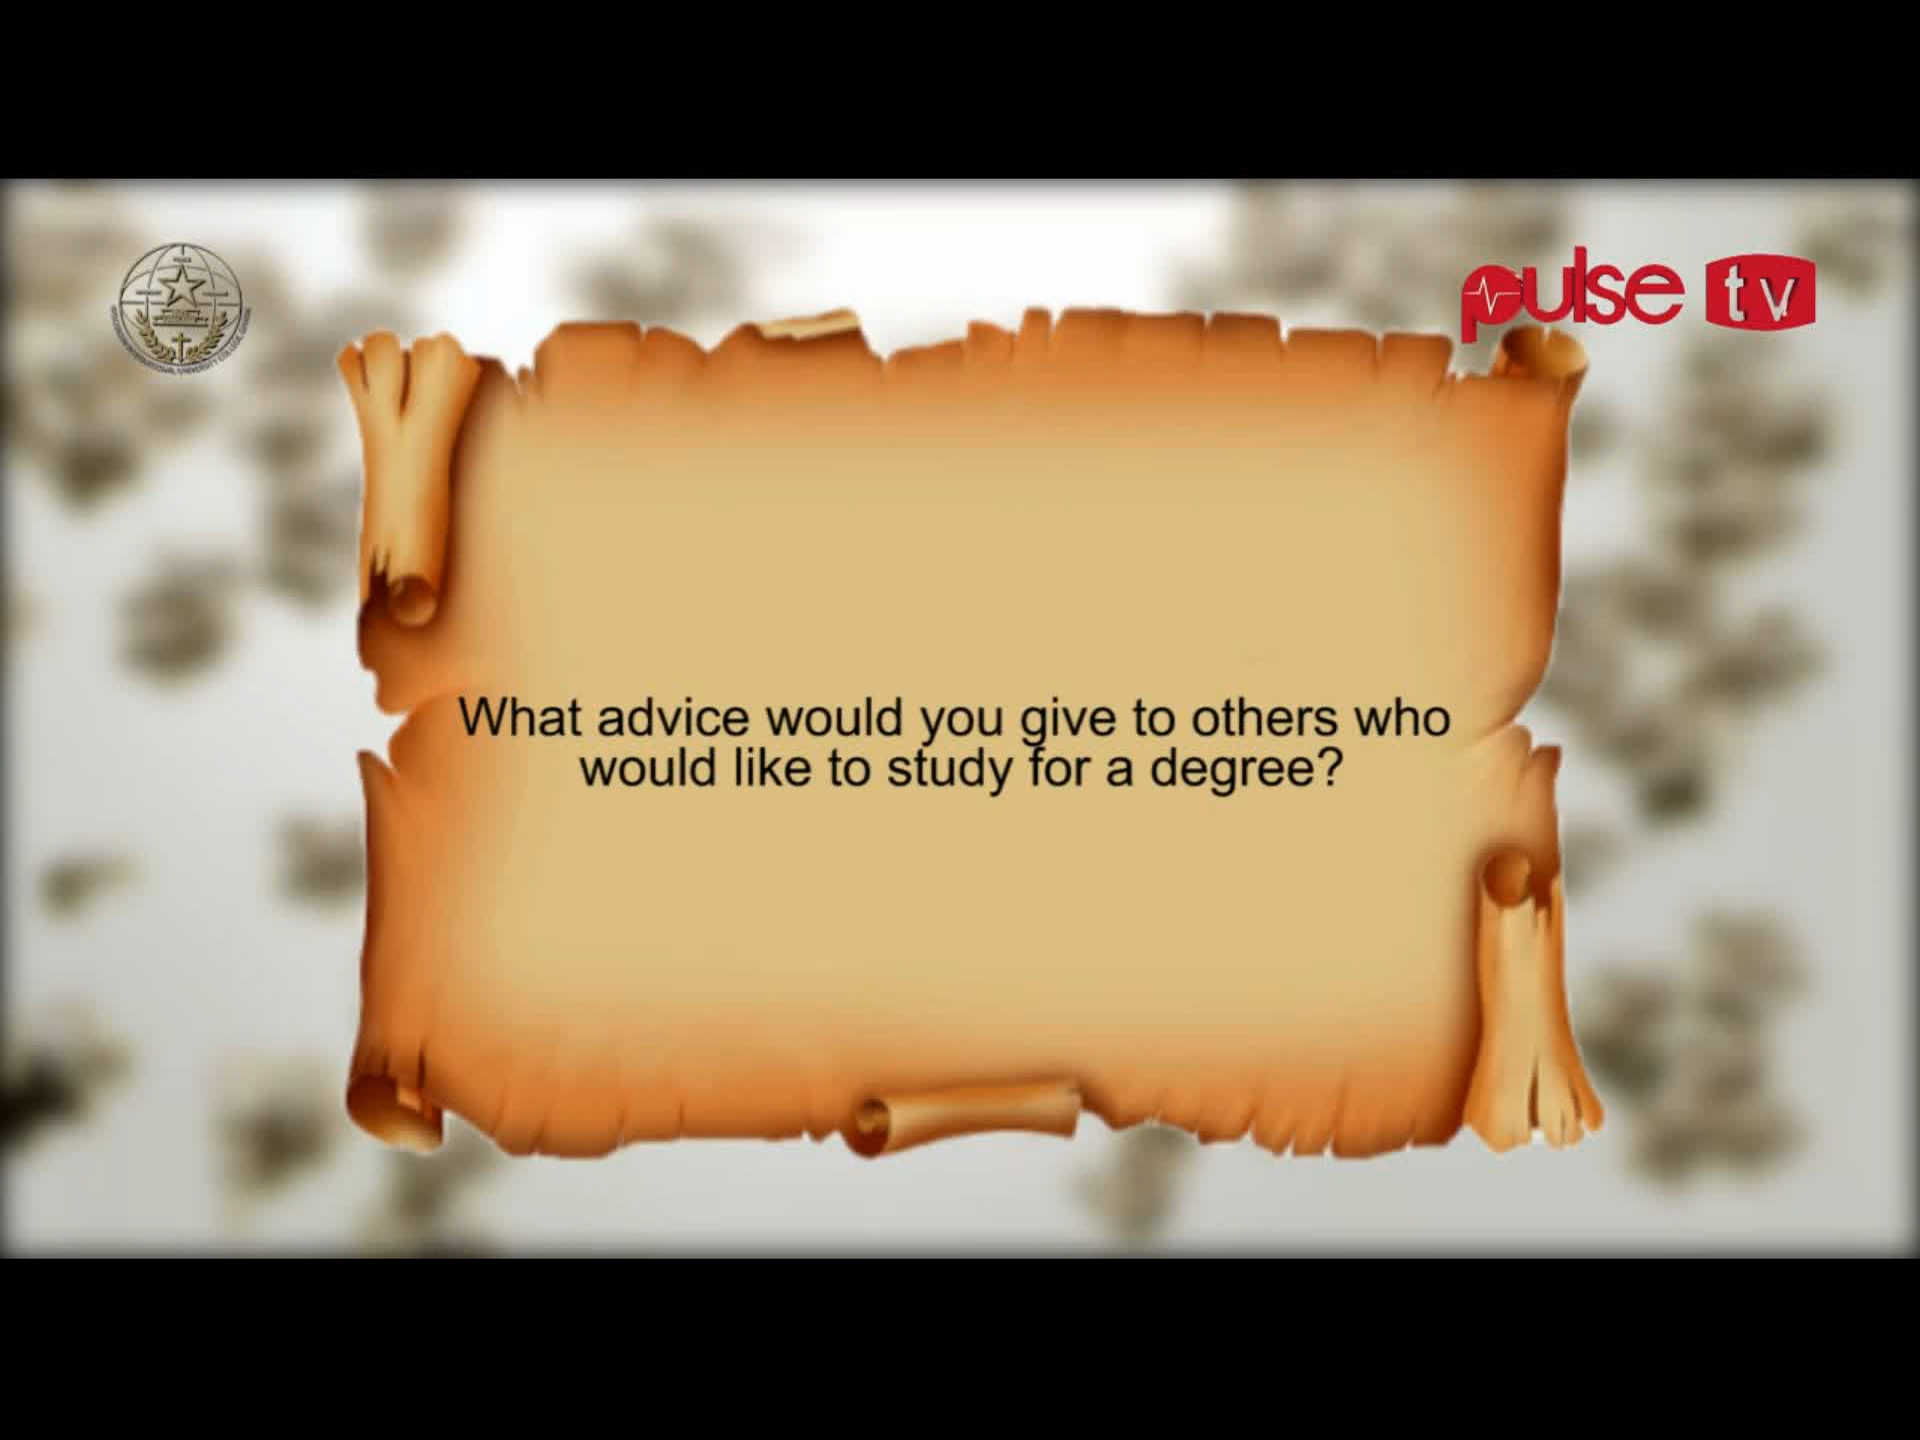 pulse tv
What advice would you give to others who
would like to study for a degree?